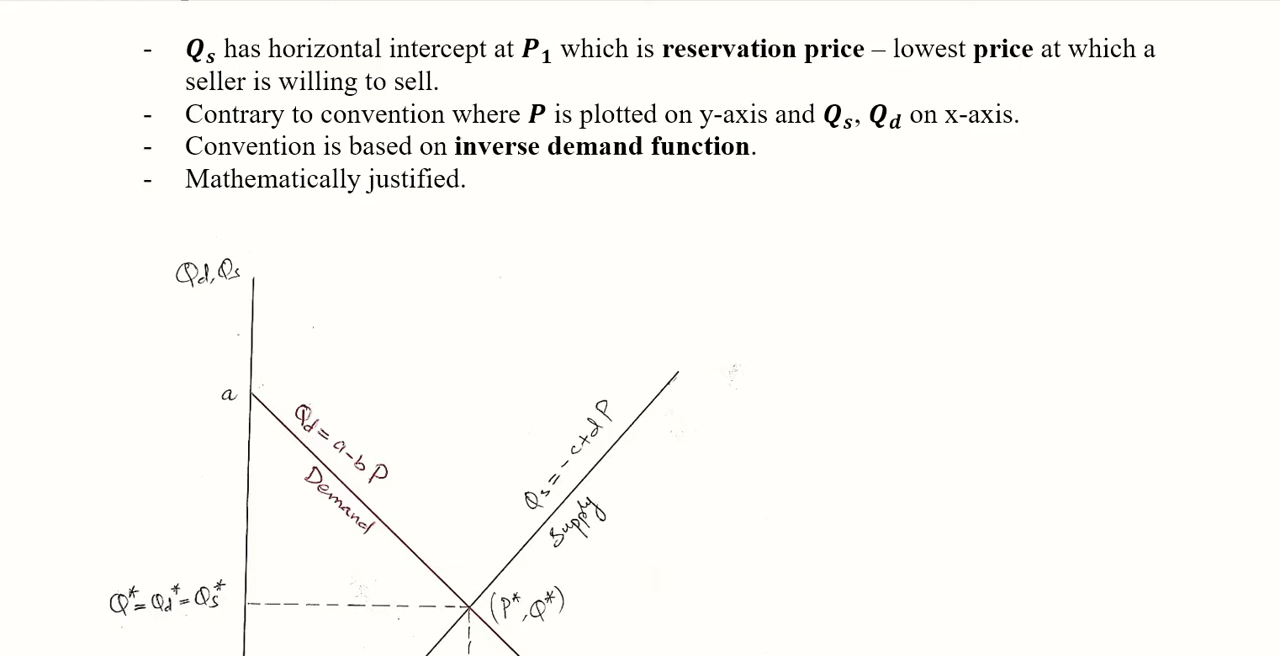 - Qₛ has horizontal intercept at P₁ which is reservation price – lowest price at which a
seller is willing to sell.
- Contrary to convention where P is plotted on y-axis and Qₛ, Q_d on x-axis.
- Convention is based on inverse demand function.
- Mathematically justified.
Qd, Qs
a
Qd = a-bP
Demand
Qs = -c+dP
Supply
Q* = Qd* = Qs*
(P*, Q*)